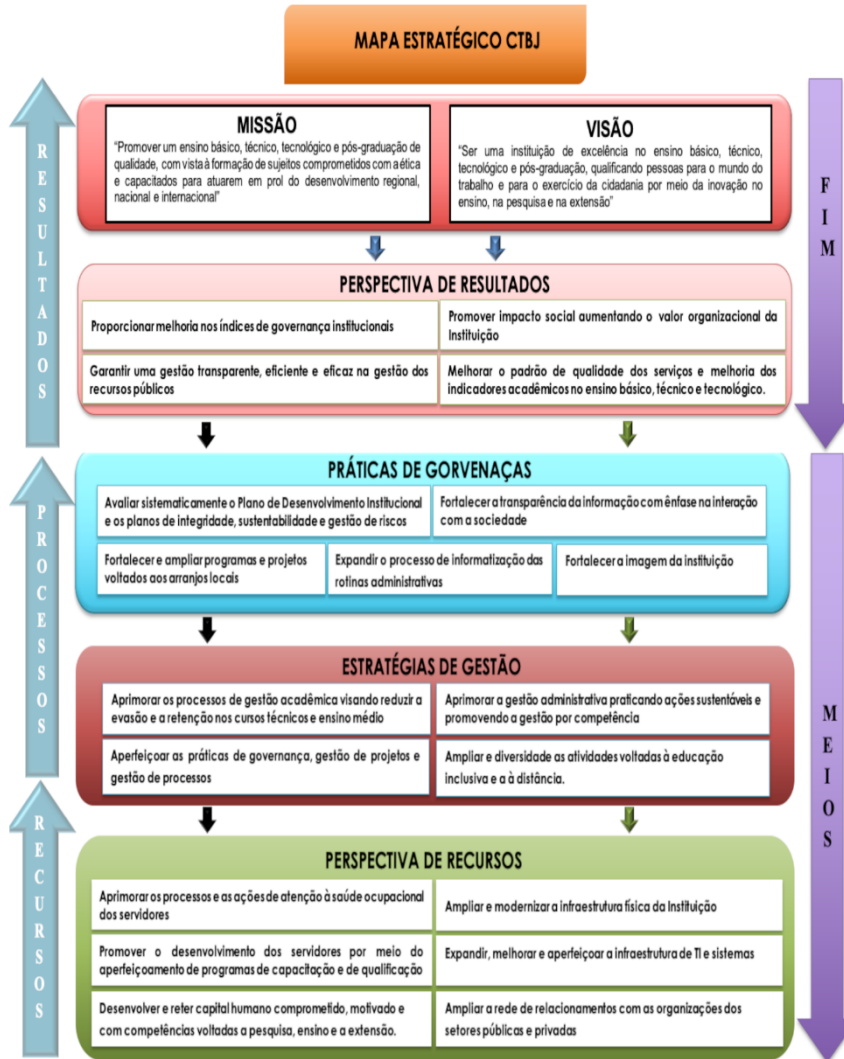 MAPA ESTRATÉGICO CTBJ
RESULTADOS
FIM
MISSÃO
“Promover um ensino básico, técnico, tecnológico e pós-graduação de
qualidade, com vista à formação de sujeitos comprometidos com a ética
e capacitados para atuarem em prol do desenvolvimento regional,
nacional e internacional”
VISÃO
“Ser uma instituição de excelência no ensino básico, técnico,
tecnológico e pós-graduação, qualificando pessoas para o mundo do
trabalho e para o exercício da cidadania por meio da inovação no
ensino, na pesquisa e na extensão”
PERSPECTIVA DE RESULTADOS
Proporcionar melhoria nos índices de governança institucionais
Promover impacto social aumentando o valor organizacional da
Instituição
Garantir uma gestão transparente, eficiente e eficaz na gestão dos
recursos públicos
Melhorar o padrão de qualidade dos serviços e melhoria dos
indicadores acadêmicos no ensino básico, técnico e tecnológico.
PROCESSOS
MEIOS
PRÁTICAS DE GORVENAÇAS
Avaliar sistematicamente o Plano de Desenvolvimento Institucional
e os planos de integridade, sustentabilidade e gestão de riscos
Fortalecer a transparência da informação com ênfase na interação
com a sociedade
Fortalecer e ampliar programas e projetos
voltados aos arranjos locais
Expandir o processo de informatização das
rotinas administrativas
Fortalecer a imagem da instituição
ESTRATÉGIAS DE GESTÃO
Aprimorar os processos de gestão acadêmica visando reduzir a
evasão e a retenção nos cursos técnicos e ensino médio
Aprimorar a gestão administrativa praticando ações sustentáveis e
promovendo a gestão por competência
Aperfeiçoar as práticas de governança, gestão de projetos e
gestão de processos
Ampliar e diversidade as atividades voltadas à educação
inclusiva e a à distância.
RECURSOS
PERSPECTIVA DE RECURSOS
Aprimorar os processos e as ações de atenção à saúde ocupacional
dos servidores
Ampliar e modernizar a infraestrutura física da Instituição
Promover o desenvolvimento dos servidores por meio do
aperfeiçoamento de programas de capacitação e de qualificação
Expandir, melhorar e aperfeiçoar a infraestrutura de TI e sistemas
Desenvolver e reter capital humano comprometido, motivado e
com competências voltadas a pesquisa, ensino e a extensão.
Ampliar a rede de relacionamentos com as organizações dos
setores públicas e privadas